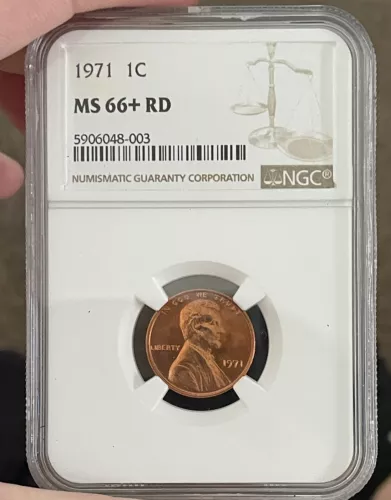 1971 1C
MS 66+ RD
5906048-003
NUMISMATIC GUARANTY CORPORATION
NGC®
IN GOD WE TRUST
LIBERTY
1971